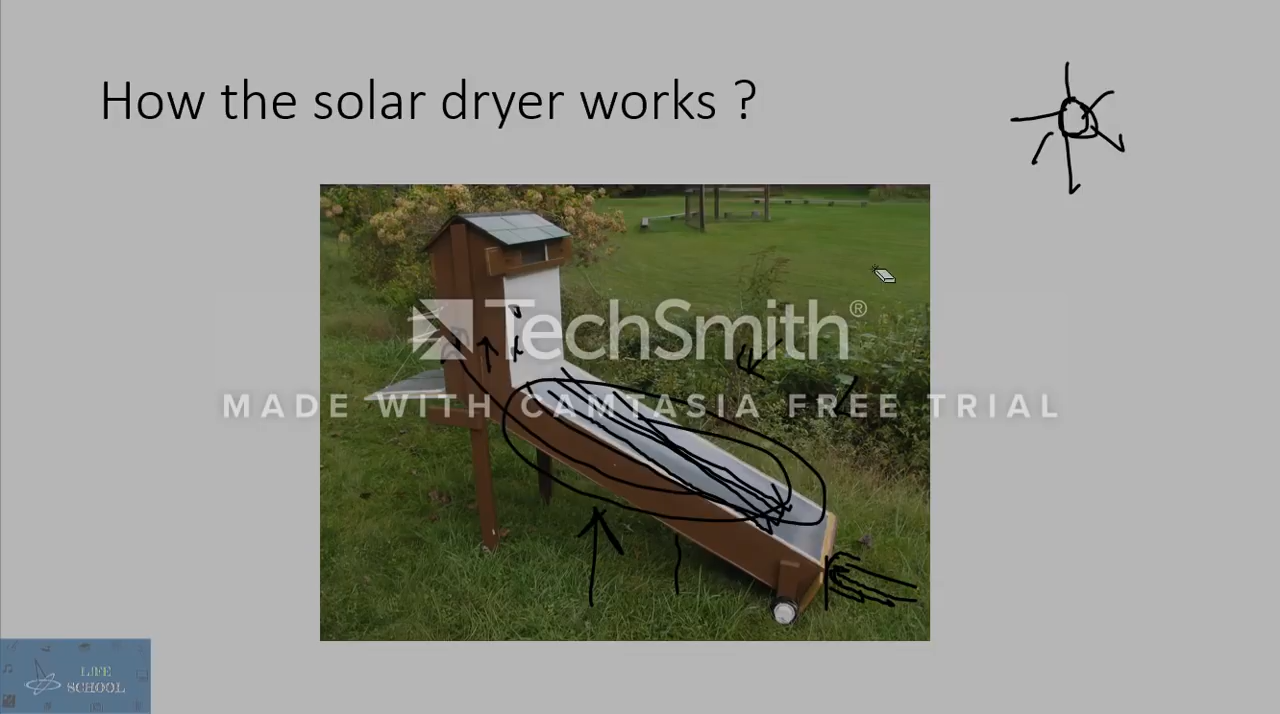 How the solar dryer works ?
TechSmith®
MADE WITH CAMTASIA FREE TRIAL
LIFE
SCHOOL